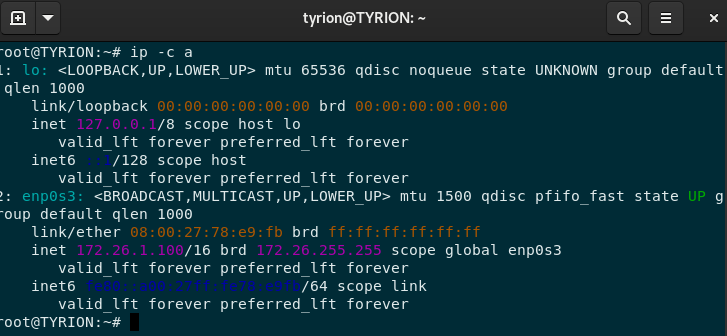 tyrion@TYRION: ~
root@TYRION:~# ip -c a
1: lo: <LOOPBACK,UP,LOWER_UP> mtu 65536 qdisc noqueue state UNKNOWN group default
qlen 1000
link/loopback 00:00:00:00:00:00 brd 00:00:00:00:00:00
inet 127.0.0.1/8 scope host lo
valid_lft forever preferred_lft forever
inet6 ::1/128 scope host
valid_lft forever preferred_lft forever
2: enp0s3: <BROADCAST,MULTICAST,UP,LOWER_UP> mtu 1500 qdisc pfifo_fast state UP g
roup default qlen 1000
link/ether 08:00:27:78:e9:fb brd ff:ff:ff:ff:ff:ff
inet 172.26.1.100/16 brd 172.26.255.255 scope global enp0s3
valid_lft forever preferred_lft forever
inet6 fe80::a00:27ff:fe78:e9fb/64 scope link
valid_lft forever preferred_lft forever
root@TYRION:~#